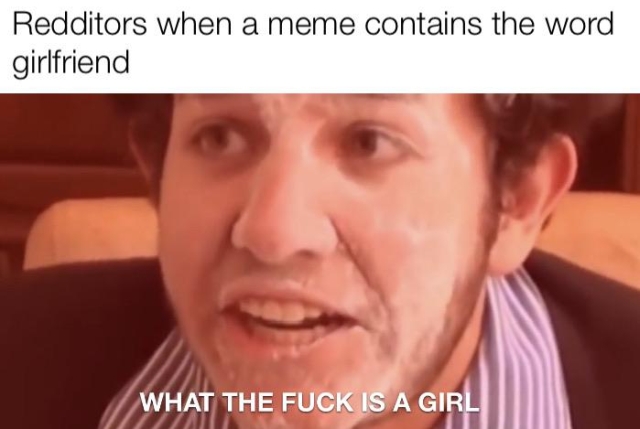 Redditors when a meme contains the word
girlfriend
WHAT THE FUCK IS A GIRL